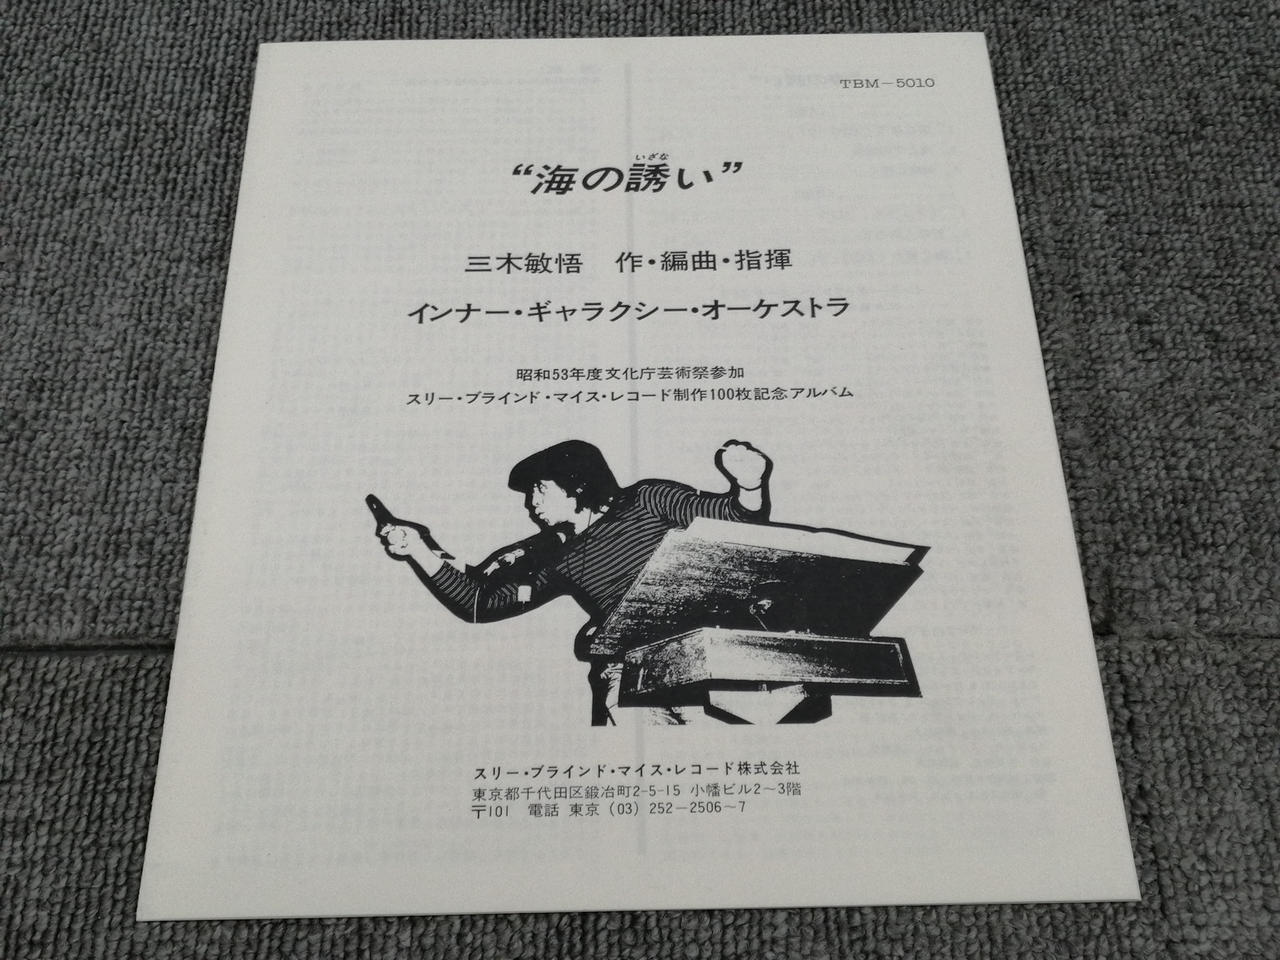 TBM－5010
いざな
“海の誘い”
三木敏悟　作・編曲・指揮
インナー・ギャラクシー・オーケストラ
昭和53年度文化庁芸術祭参加
スリー・ブラインド・マイス・レコード制作100枚記念アルバム
スリー・ブラインド・マイス・レコード株式会社
東京都千代田区鍛冶町2-5-15 小幡ビル2〜3階
〒101　電話 東京（03）252－2506〜7